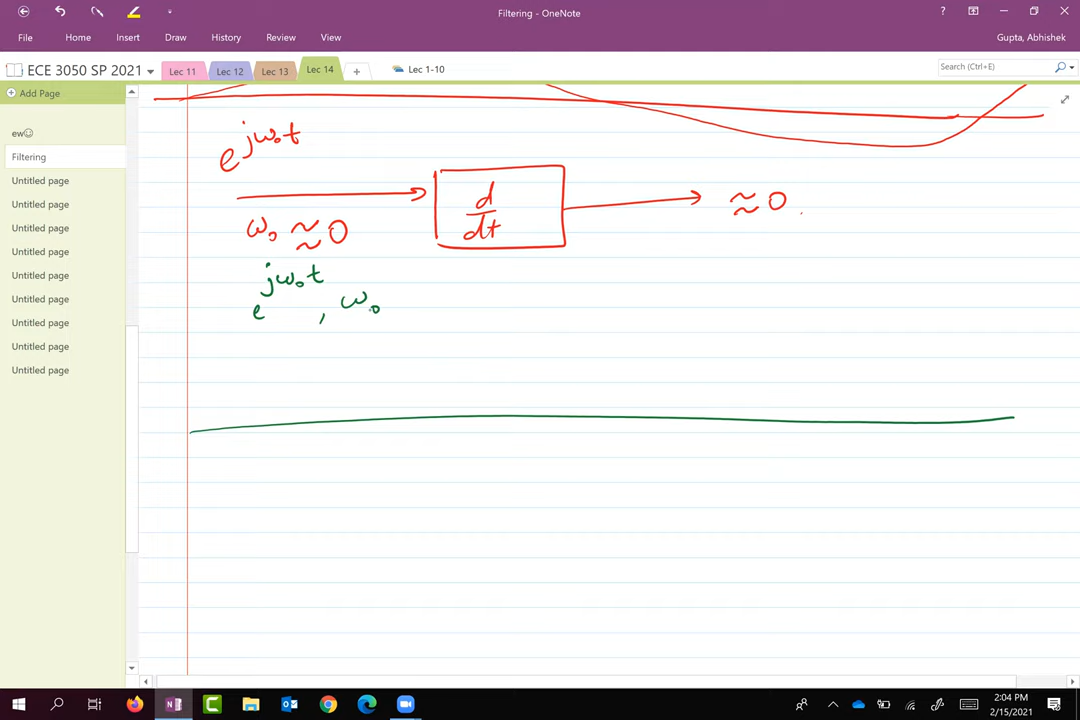 Filtering - OneNote
?
File Home Insert Draw History Review View
Gupta, Abhishek
ECE 3050 SP 2021
Lec 11 Lec 12 Lec 13 Lec 14 + Lec 1-10
Search (Ctrl+E)
Add Page
ew☺
Filtering
Untitled page
Untitled page
Untitled page
Untitled page
Untitled page
Untitled page
Untitled page
Untitled page
Untitled page
e^{jω₀t}
d/dt
≈ 0.
ω₀ ≈ 0
e^{jω₀t} , ω₀
2:04 PM
2/15/2021